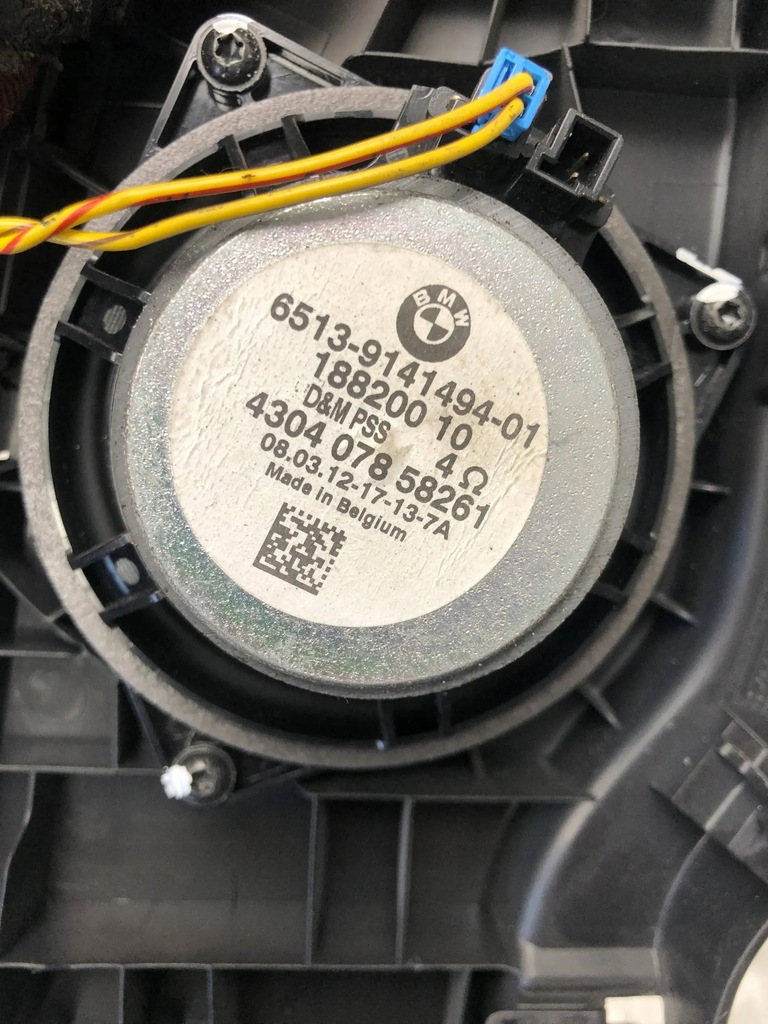 BMW
6513-9141494-01
188200 10
D&M PSS 4 Ω
4304 078 58261
08.03.12-17-13-7A
Made in Belgium